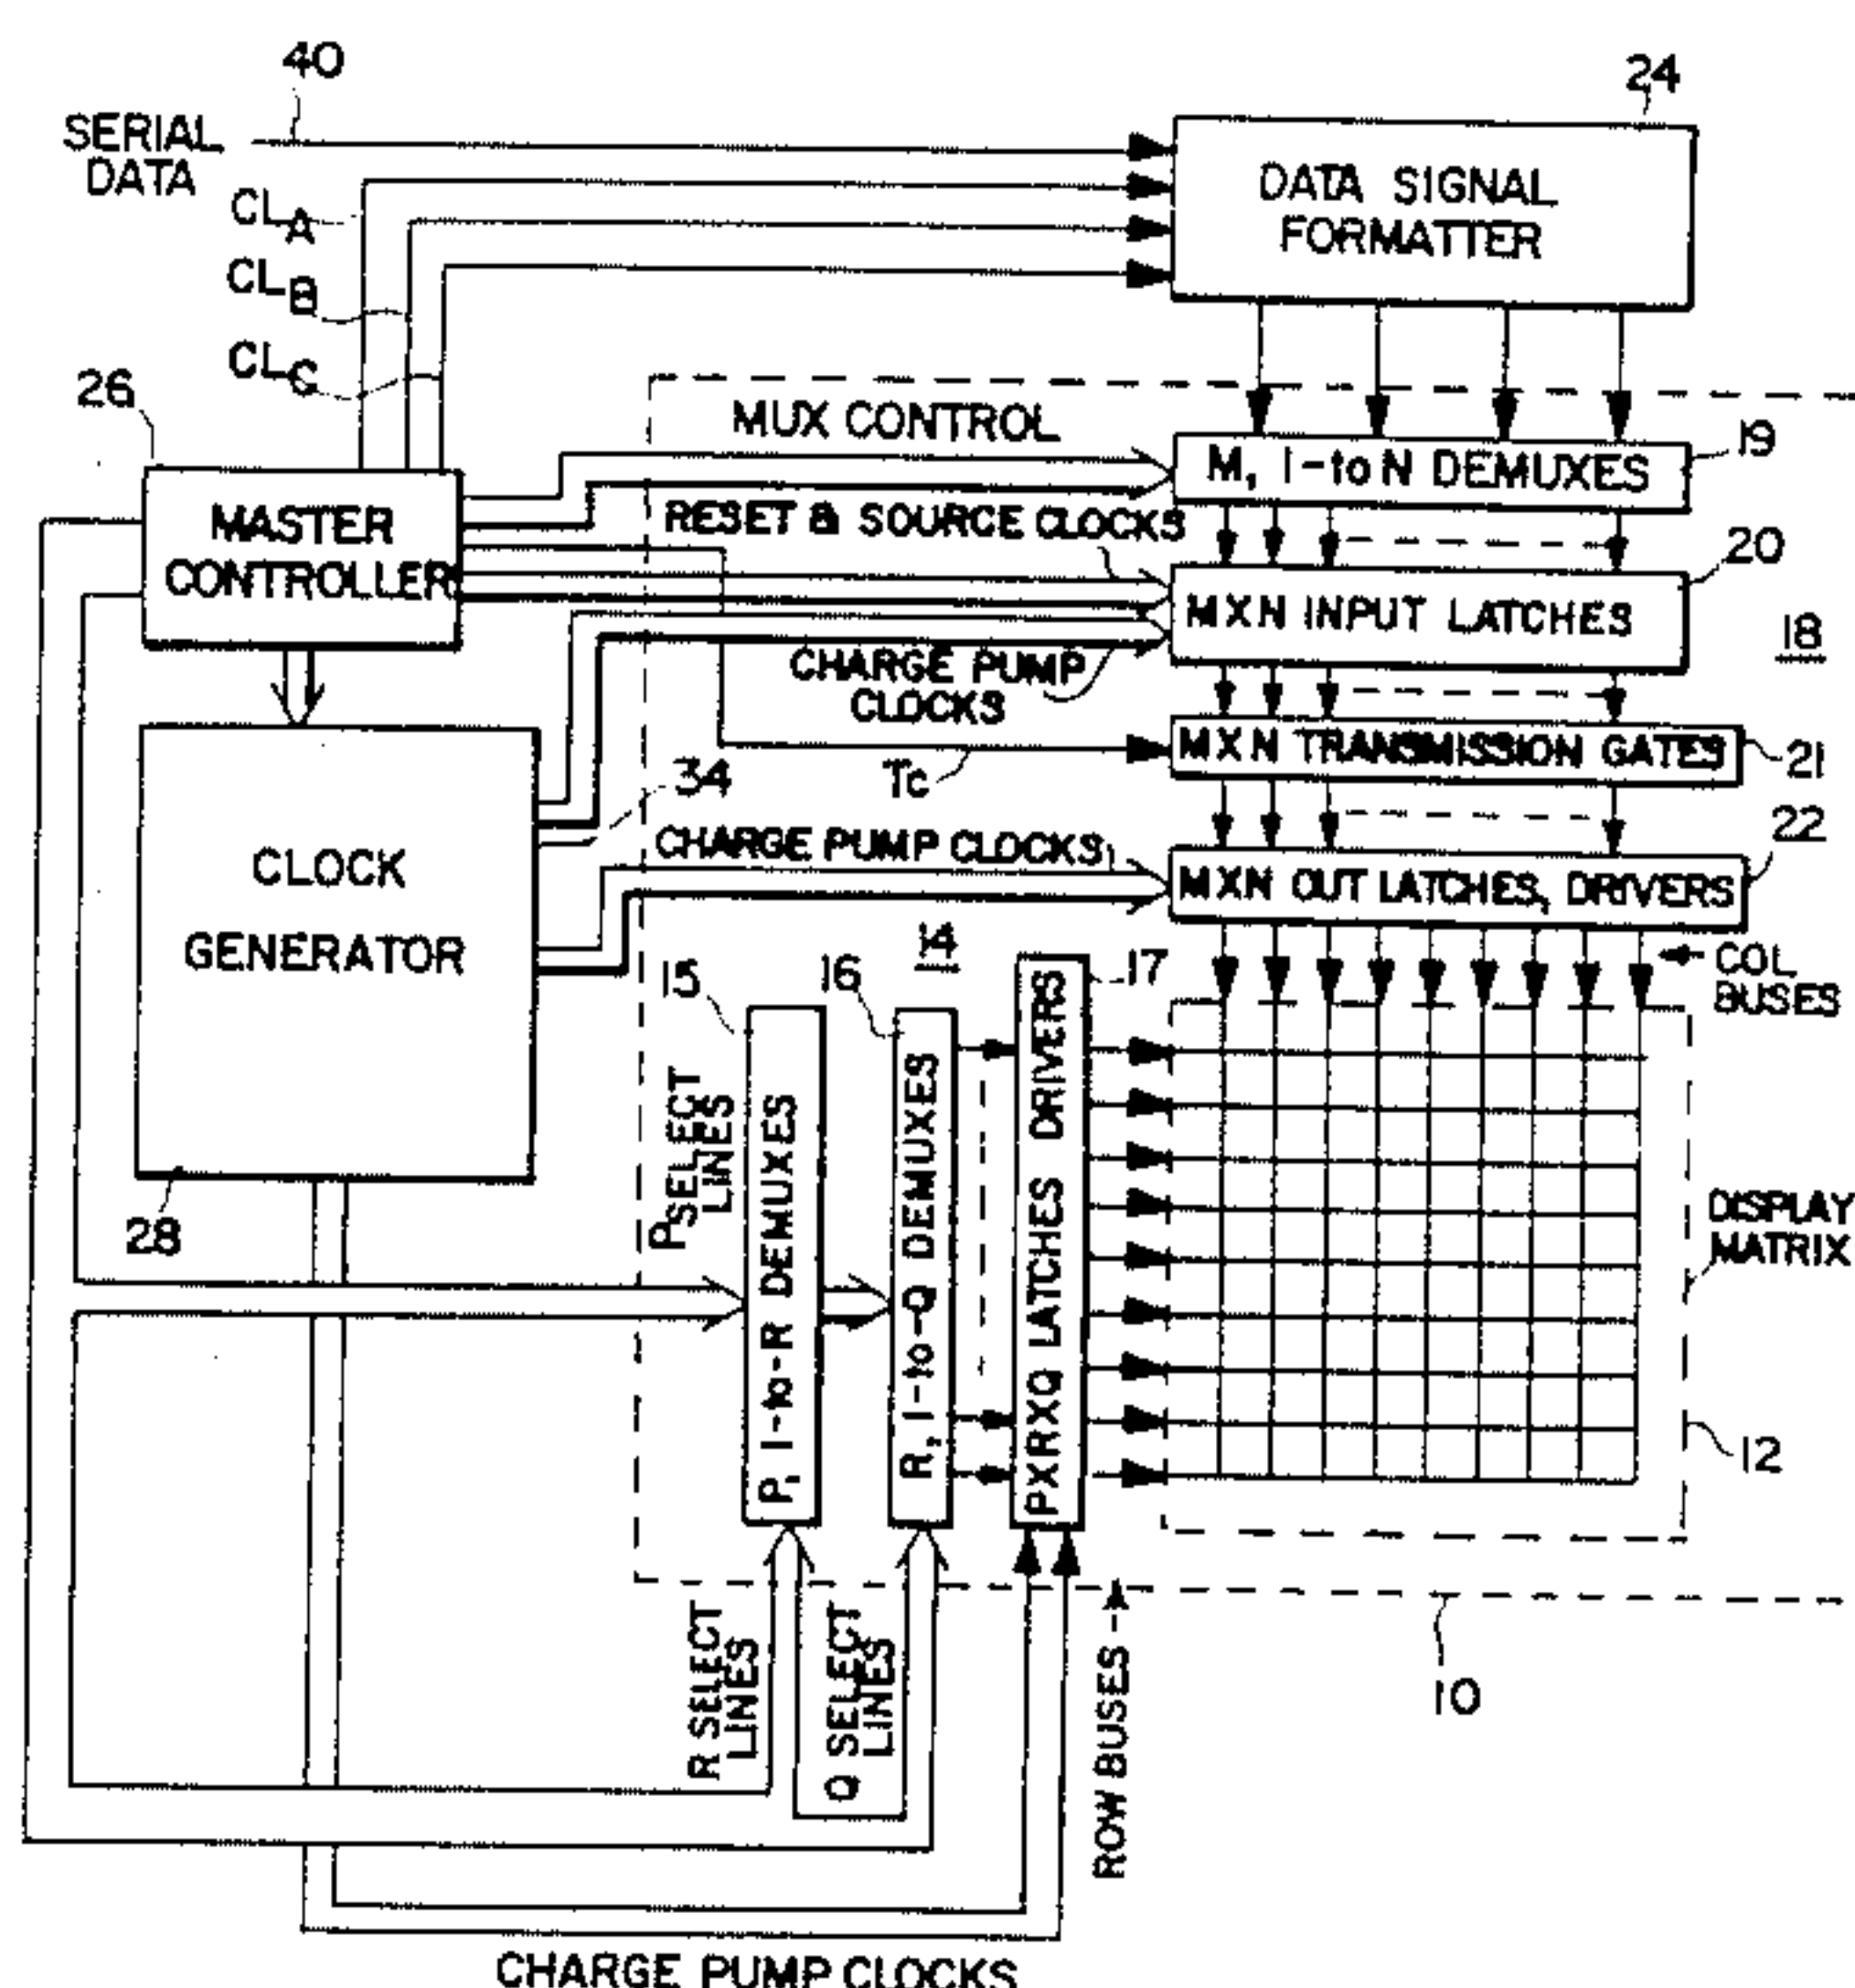 40
24
SERIAL
DATA
DATA SIGNAL
FORMATTER
CLA
CLB
CLC
26
MUX CONTROL
M, 1-to N DEMUXES
19
RESET & SOURCE CLOCKS
MASTER
CONTROLLER
20
MXN INPUT LATCHES
18
CHARGE PUMP
CLOCKS
MXN TRANSMISSION GATES
21
Tc
34
22
CHARGE PUMP CLOCKS
CLOCK
GENERATOR
MXN OUT LATCHES, DRIVERS
14
COL
BUSES
15
16
17
P SELECT
LINES
P, 1-to-R DEMUXES
R, 1-to-Q DEMUXES
PXRXQ LATCHES DRIVERS
DISPLAY
MATRIX
28
12
R SELECT
LINES
Q SELECT
LINES
ROW BUSES
10
CHARGE PUMP CLOCKS